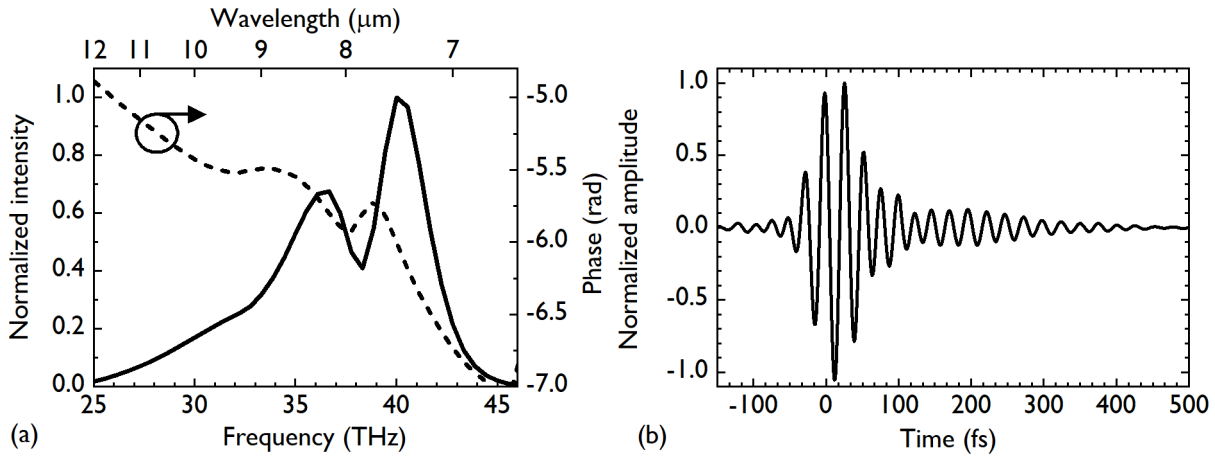 Wavelength (μm)
12 11 10 9 8 7
Normalized intensity
1.0
0.8
0.6
0.4
0.2
0.0
-5.0
-5.5
-6.0
-6.5
-7.0
Phase (rad)
25 30 35 40 45
Frequency (THz)
(a)
Normalized amplitude
1.0
0.5
0.0
-0.5
-1.0
-100 0 100 200 300 400 500
Time (fs)
(b)